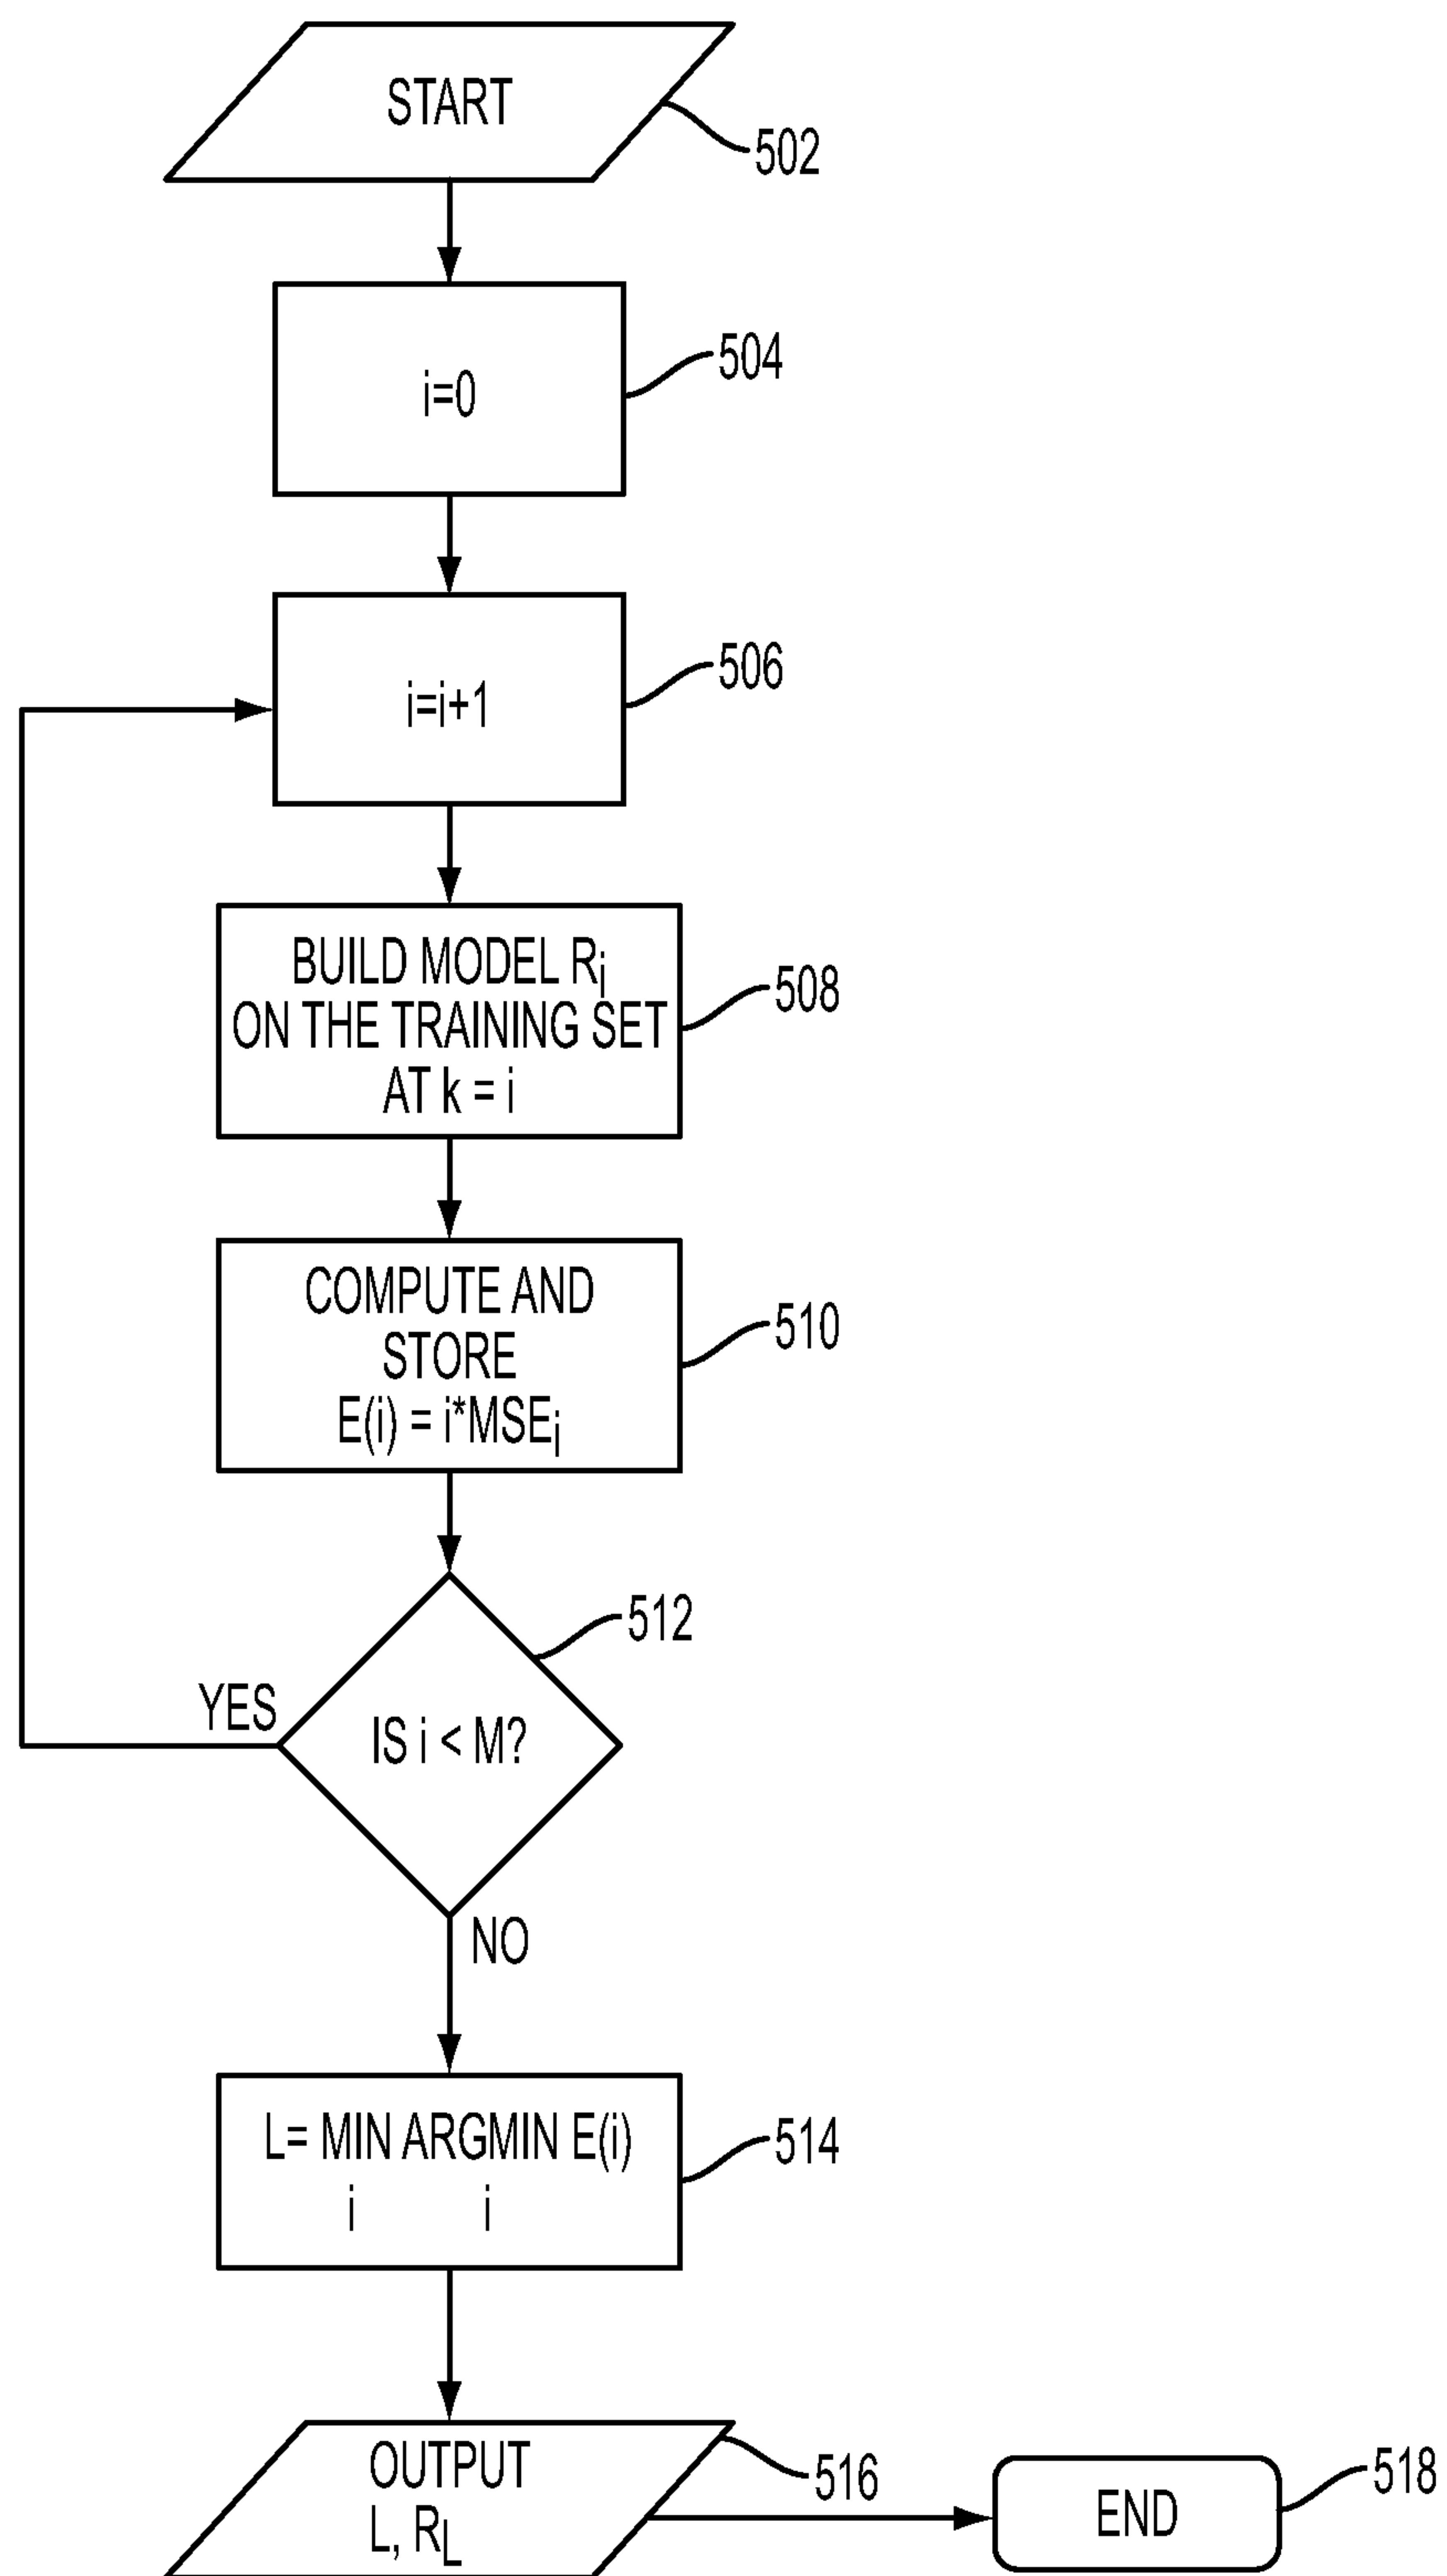 START
502
i=0
504
i=i+1
506
BUILD MODEL Ri
ON THE TRAINING SET
AT k = i
508
COMPUTE AND
STORE
E(i) = i*MSEi
510
IS i < M?
512
YES
NO
L= MIN ARGMIN E(i)
i i
514
OUTPUT
L, RL
516
END
518